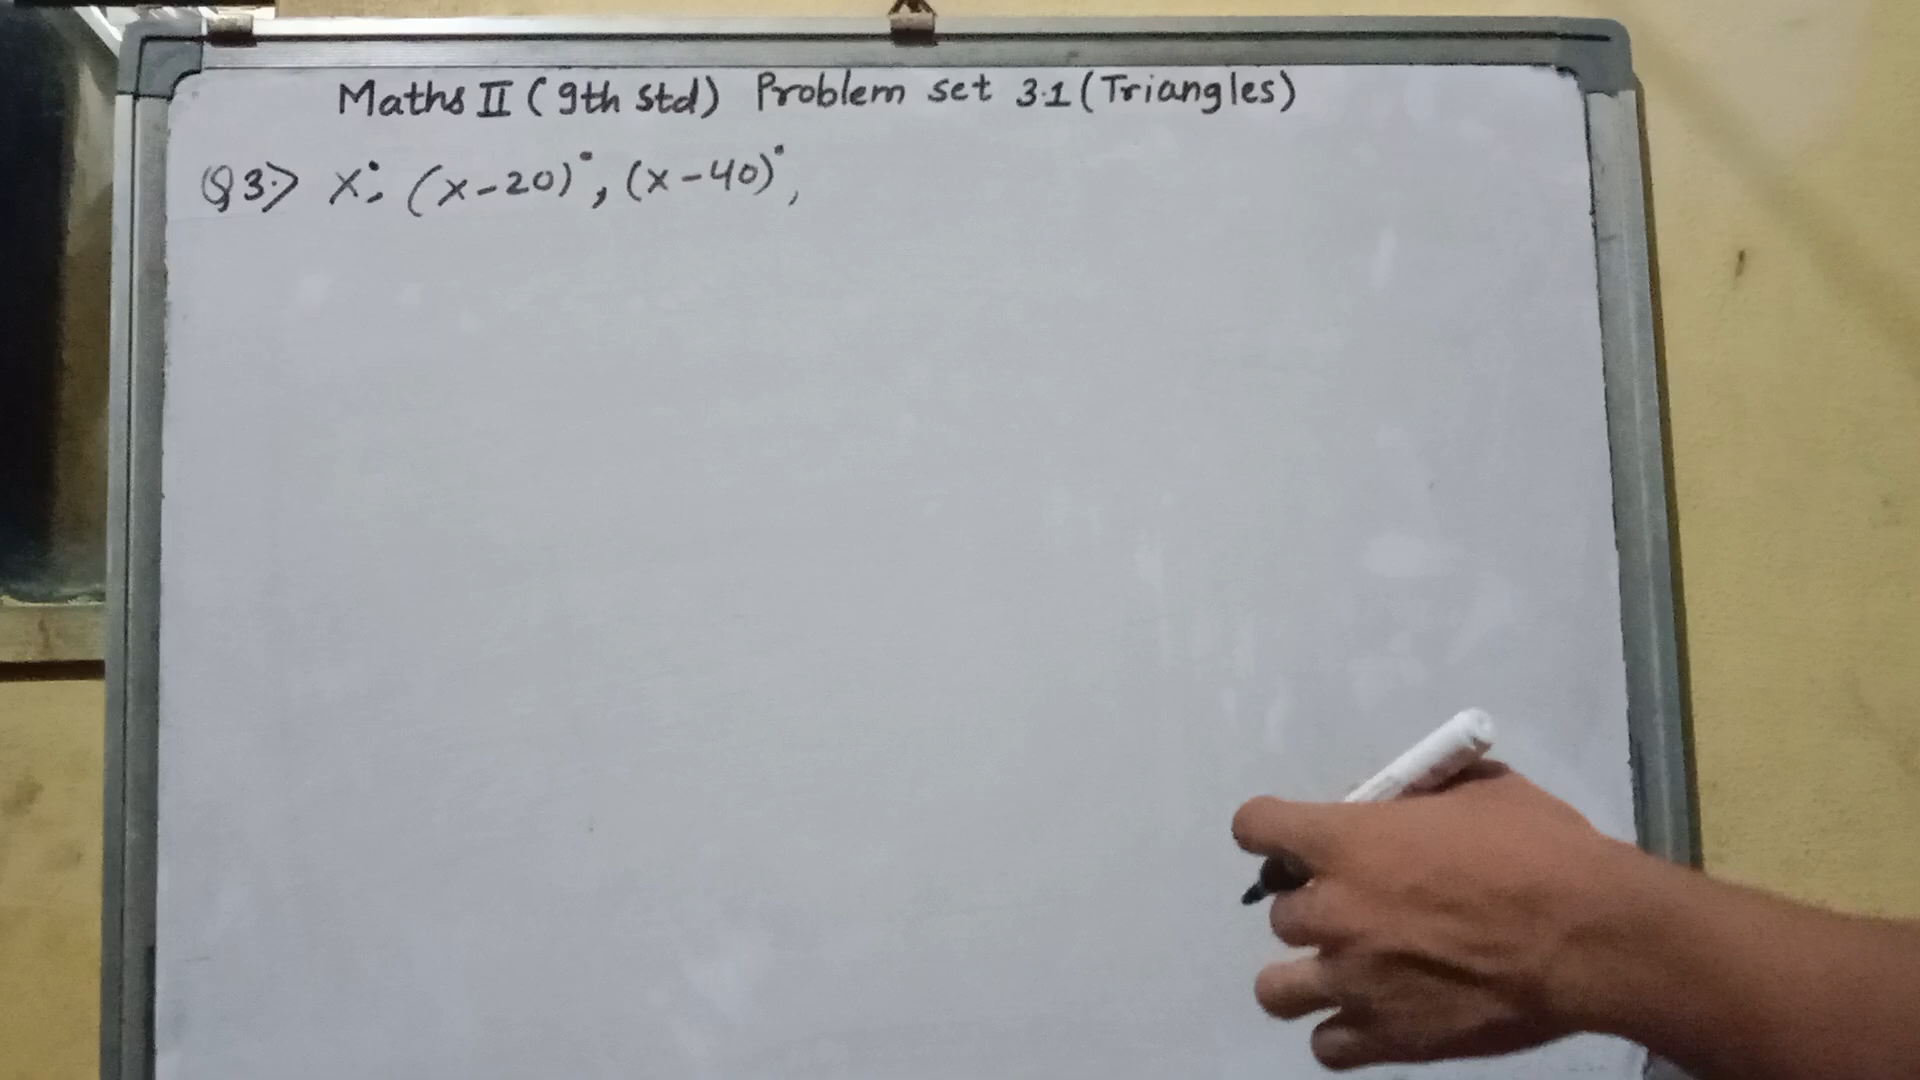 Maths II (9th std) Problem set 3.1 (Triangles)
Q3.> x°, (x-20)°, (x-40)°,